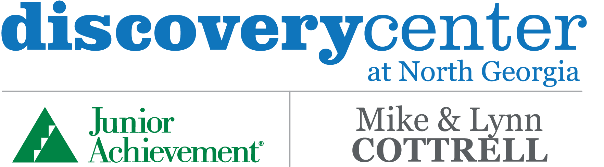 discoverycenter
at North Georgia
Junior
Achievement®
Mike & Lynn
COTTRELL